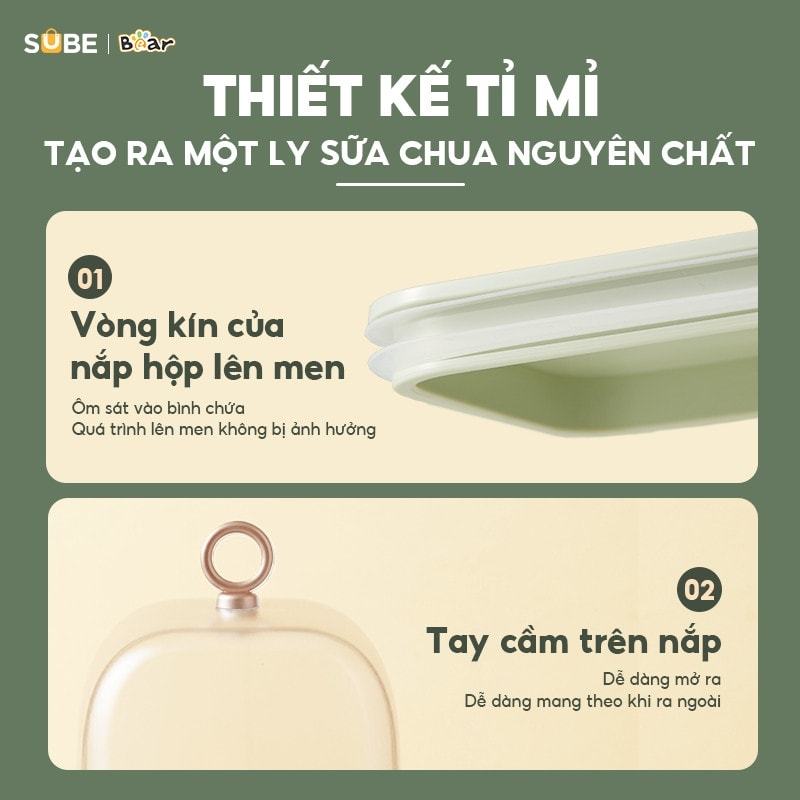 SUBE | Bear
THIẾT KẾ TỈ MỈ
TẠO RA MỘT LY SỮA CHUA NGUYÊN CHẤT
01
Vòng kín của
nắp hộp lên men
Ôm sát vào bình chứa
Quá trình lên men không bị ảnh hưởng
02
Tay cầm trên nắp
Dễ dàng mở ra
Dễ dàng mang theo khi ra ngoài